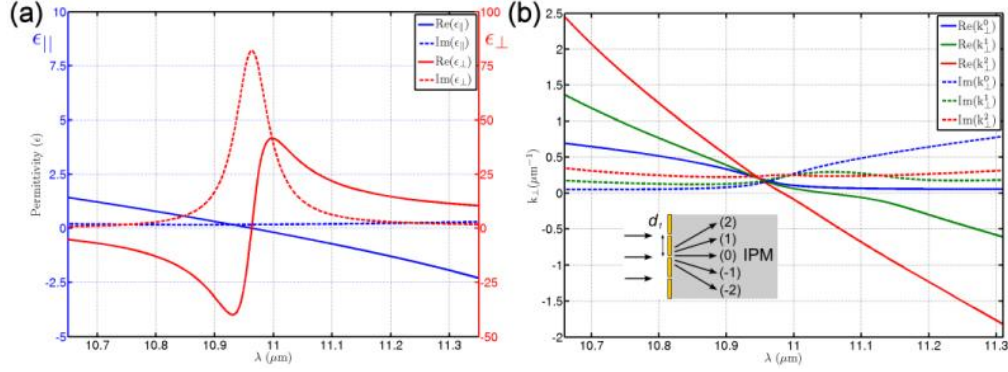 (a)
10
7.5
5
2.5
0
-2.5
-5
ϵ||
Permittivity (ϵ)
100
75
50
25
0
-25
-50
ϵ⊥
Re(ϵ||)
Im(ϵ||)
Re(ϵ⊥)
Im(ϵ⊥)
10.7 10.8 10.9 11 11.1 11.2 11.3
λ (μm)
(b)
2.5
2
1.5
1
0.5
0
-0.5
-1
-1.5
-2
k⊥(μm⁻¹)
Re(k⁰⊥)
Re(k¹⊥)
Re(k²⊥)
Im(k⁰⊥)
Im(k¹⊥)
Im(k²⊥)
d₁
(2)
(1)
(0) IPM
(-1)
(-2)
10.7 10.8 10.9 11 11.1 11.2 11.3
λ (μm)